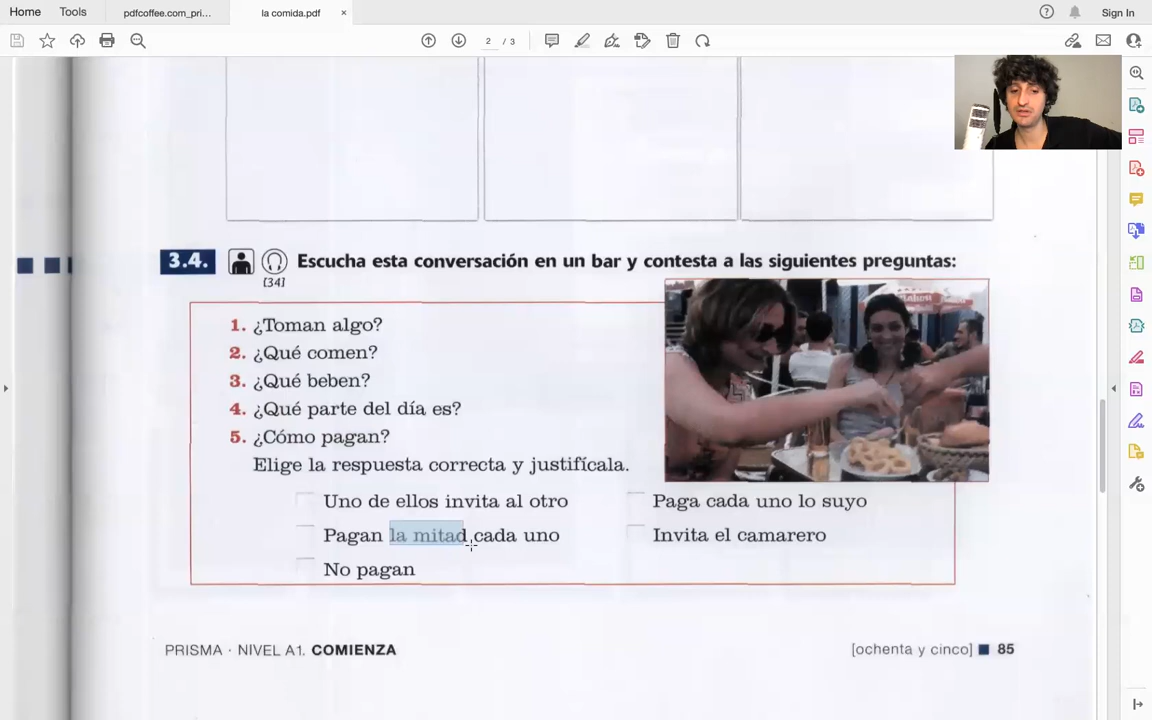 Home Tools pdfcoffee.com_pri... la comida.pdf × Sign In
2 / 3
3.4. Escucha esta conversación en un bar y contesta a las siguientes preguntas:
[34]
1. ¿Toman algo?
2. ¿Qué comen?
3. ¿Qué beben?
4. ¿Qué parte del día es?
5. ¿Cómo pagan?
Elige la respuesta correcta y justifícala.
Uno de ellos invita al otro Paga cada uno lo suyo
Pagan la mitad cada uno Invita el camarero
No pagan
PRISMA · NIVEL A1. COMIENZA [ochenta y cinco] ■ 85